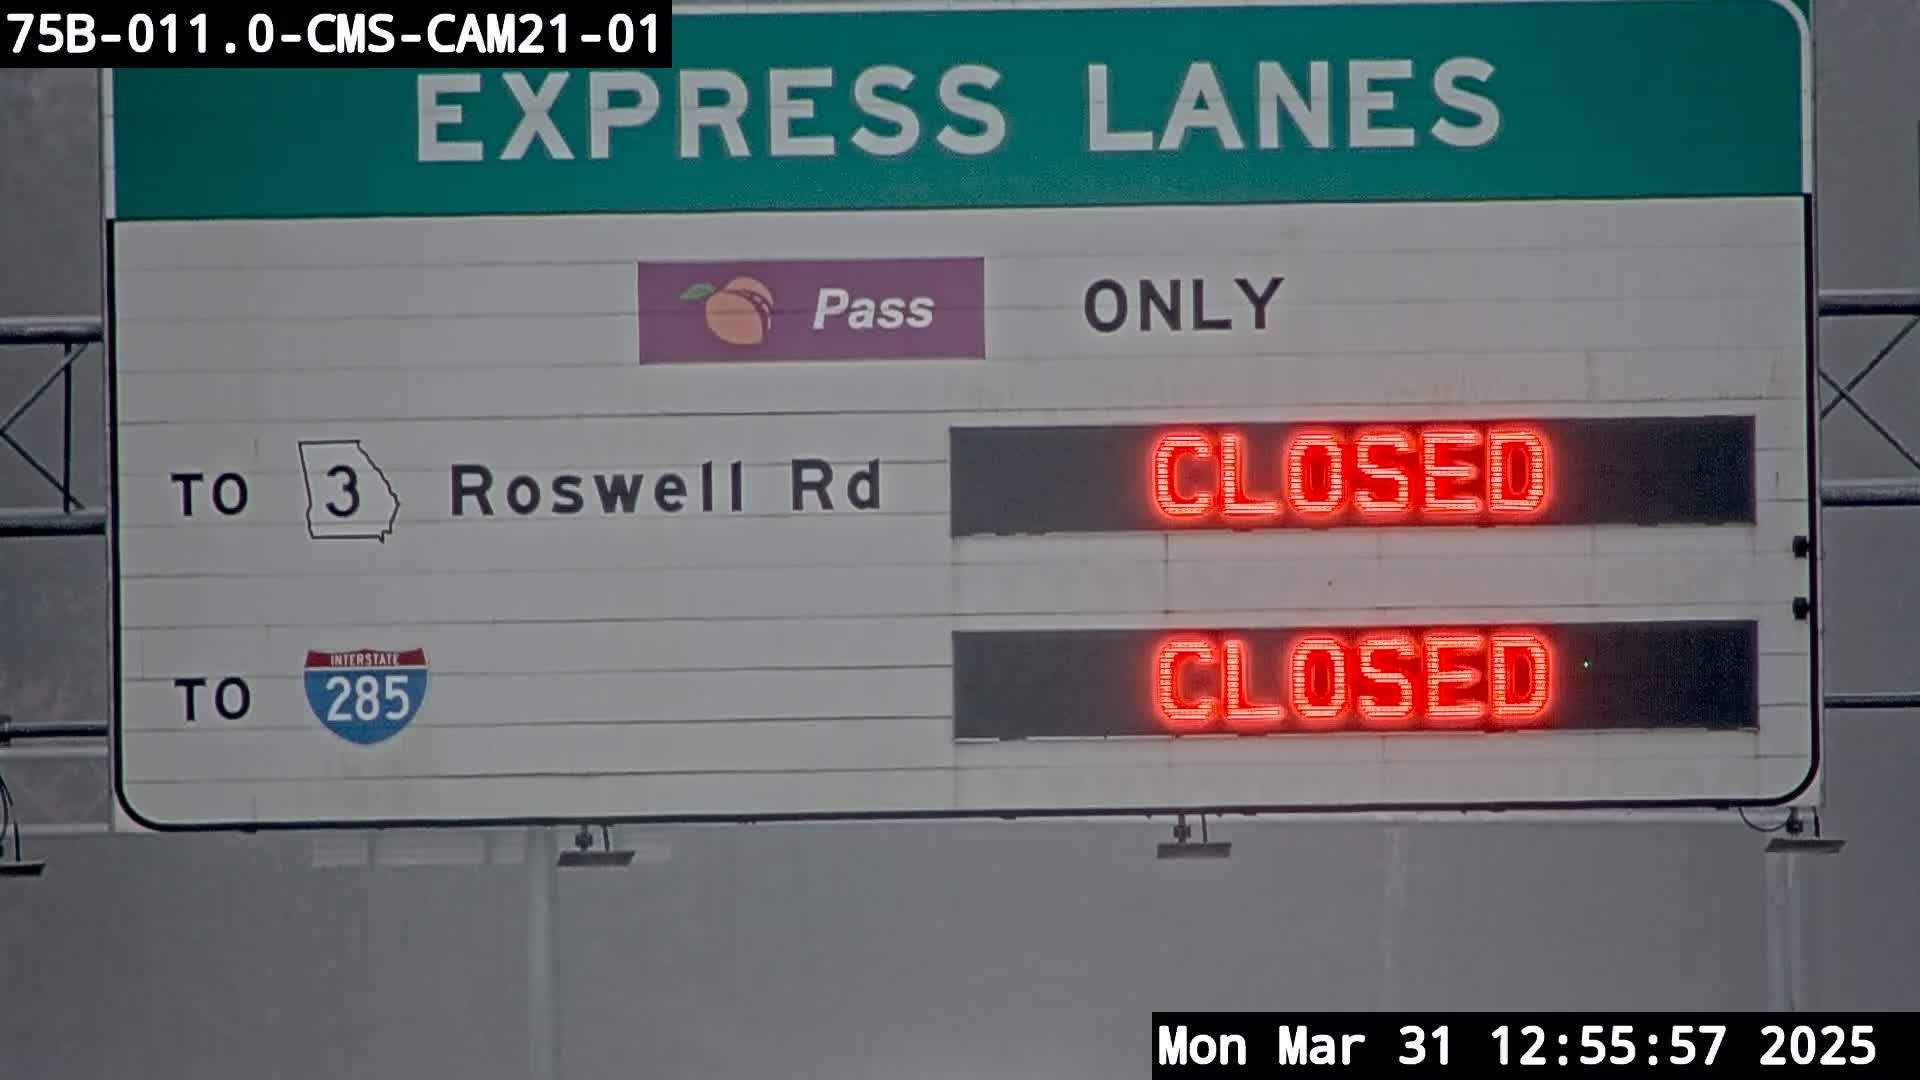 75B-011.0-CMS-CAM21-01
EXPRESS LANES
Pass ONLY
TO 3 Roswell Rd CLOSED
TO INTERSTATE 285 CLOSED
Mon Mar 31 12:55:57 2025